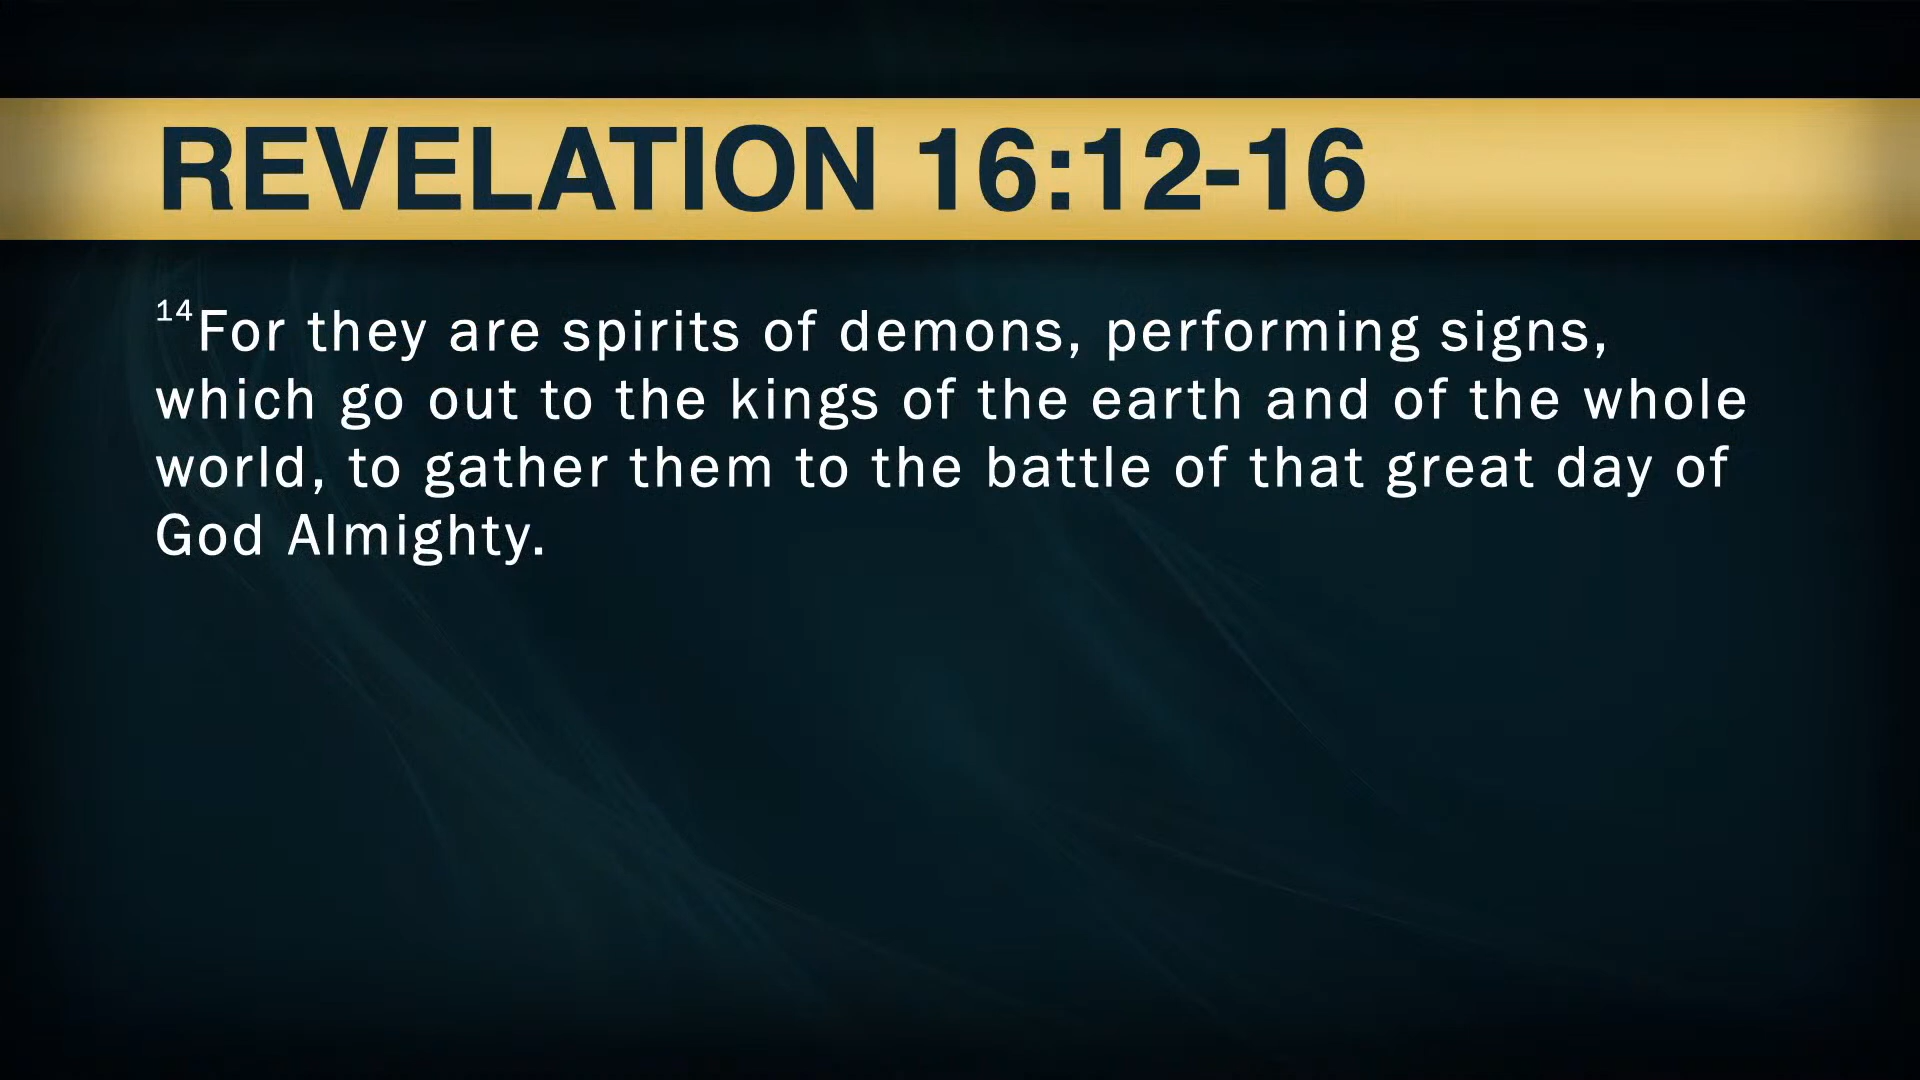 REVELATION 16:12-16
14For they are spirits of demons, performing signs,
which go out to the kings of the earth and of the whole
world, to gather them to the battle of that great day of
God Almighty.